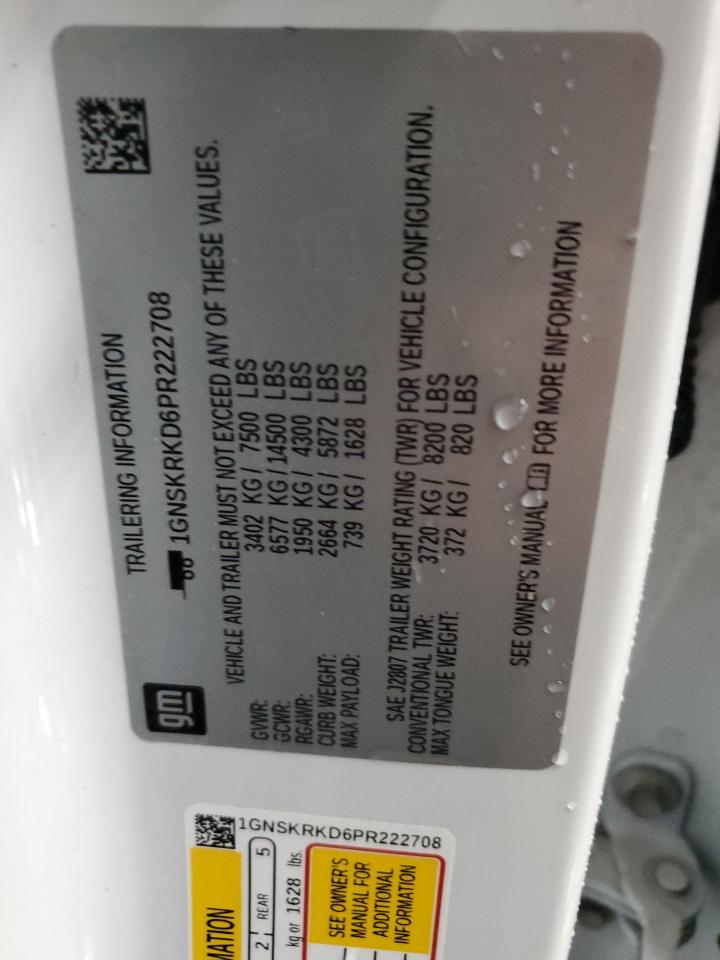 gm
TRAILERING INFORMATION
1GNSKRKD6PR222708
VEHICLE AND TRAILER MUST NOT EXCEED ANY OF THESE VALUES.
GVWR: 3402 KG / 7500 LBS
GCWR: 6577 KG / 14500 LBS
RGAWR: 1950 KG / 4300 LBS
CURB WEIGHT: 2664 KG / 5872 LBS
MAX PAYLOAD: 739 KG / 1628 LBS
SAE J2807 TRAILER WEIGHT RATING (TWR) FOR VEHICLE CONFIGURATION.
CONVENTIONAL TWR: 3720 KG / 8200 LBS
MAX TONGUE WEIGHT: 372 KG / 820 LBS
SEE OWNER'S MANUAL FOR MORE INFORMATION
1GNSKRKD6PR222708
MATION
2 REAR 5
kg or 1628 lbs.
SEE OWNER'S
MANUAL FOR
ADDITIONAL
INFORMATION